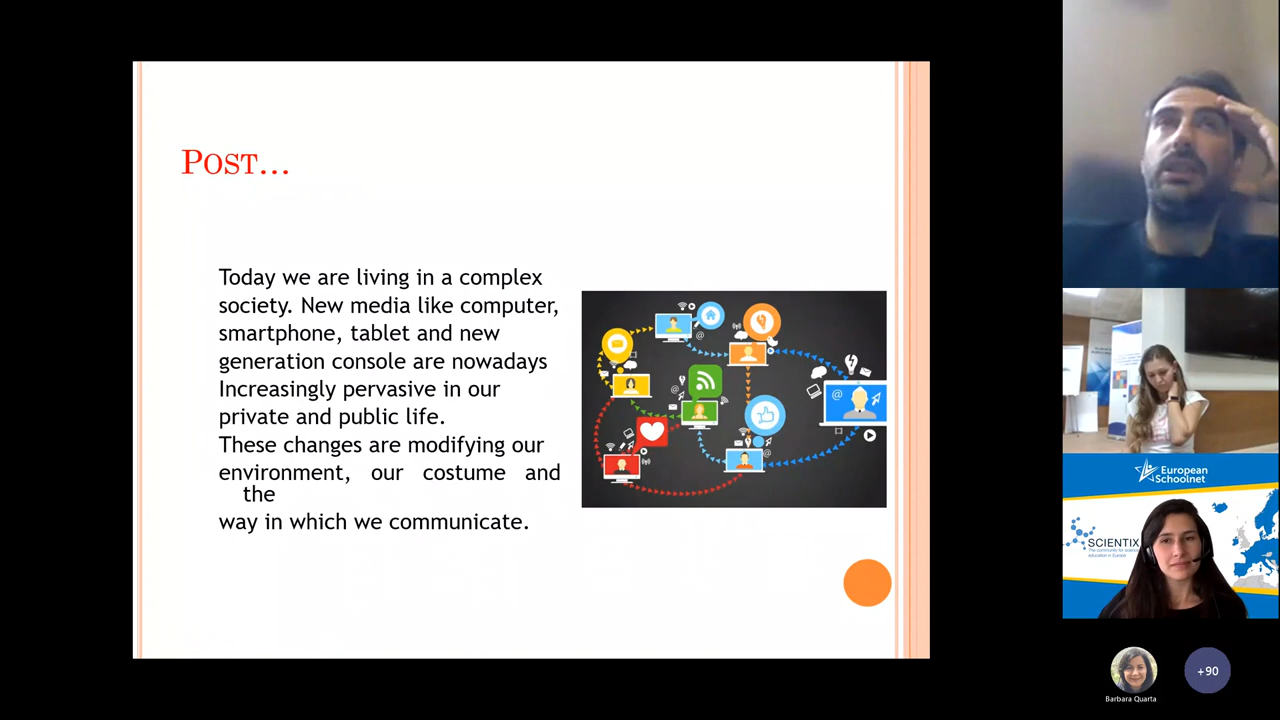 POST...
Today we are living in a complex
society. New media like computer,
smartphone, tablet and new
generation console are nowadays
Increasingly pervasive in our
private and public life.
These changes are modifying our
environment, our costume and
the
way in which we communicate.
European
Schoolnet
SCIENTIX
The community for science
education in Europe
Barbara Quarta
+90